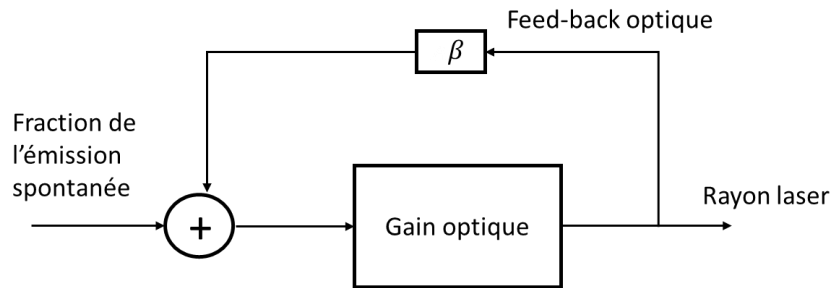 Feed-back optique
β
Fraction de
l'émission
spontanée
+
Gain optique
Rayon laser